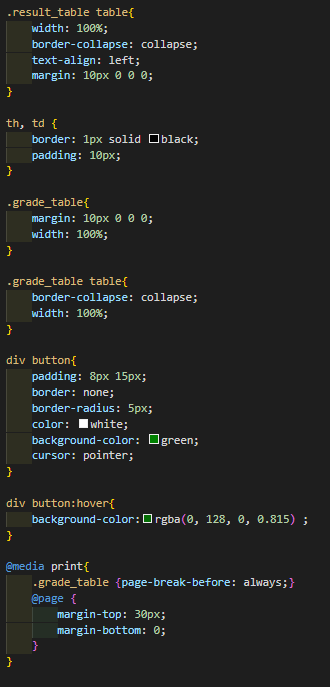 .result_table table{
    width: 100%;
    border-collapse: collapse;
    text-align: left;
    margin: 10px 0 0 0;
}
th, td {
    border: 1px solid black;
    padding: 10px;
}
.grade_table{
    margin: 10px 0 0 0;
    width: 100%;
}
.grade_table table{
    border-collapse: collapse;
    width: 100%;
}
div button{
    padding: 8px 15px;
    border: none;
    border-radius: 5px;
    color: white;
    background-color: green;
    cursor: pointer;
}
div button:hover{
    background-color:rgba(0, 128, 0, 0.815) ;
}
@media print{
    .grade_table {page-break-before: always;}
    @page {
        margin-top: 30px;
        margin-bottom: 0;
    }
}